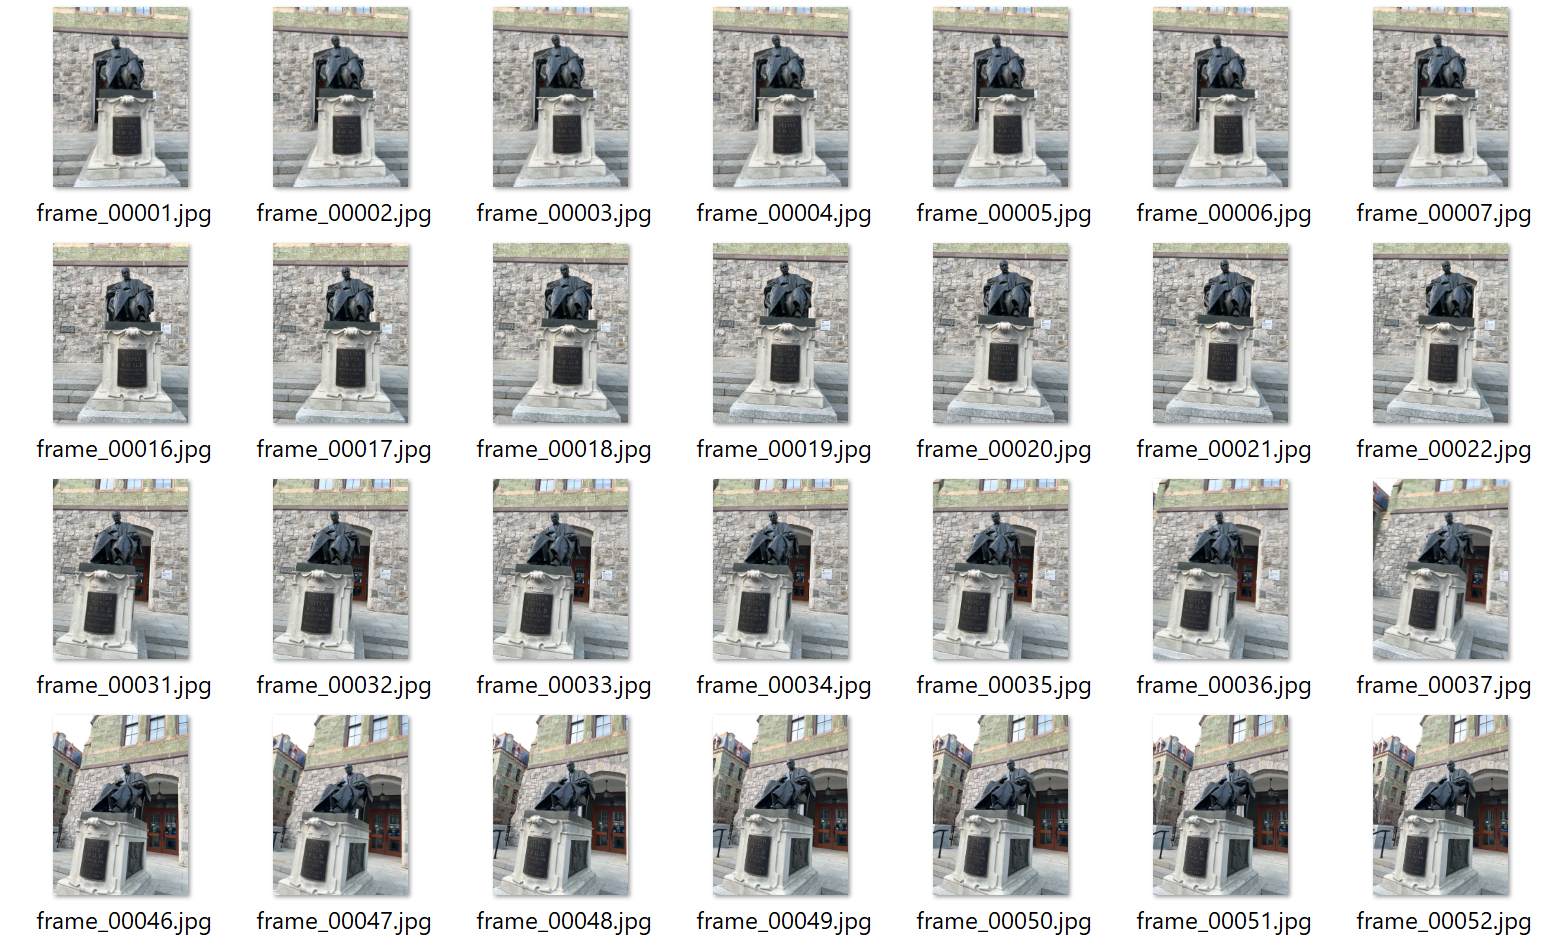 frame_00001.jpg frame_00002.jpg frame_00003.jpg frame_00004.jpg frame_00005.jpg frame_00006.jpg frame_00007.jpg
frame_00016.jpg frame_00017.jpg frame_00018.jpg frame_00019.jpg frame_00020.jpg frame_00021.jpg frame_00022.jpg
frame_00031.jpg frame_00032.jpg frame_00033.jpg frame_00034.jpg frame_00035.jpg frame_00036.jpg frame_00037.jpg
frame_00046.jpg frame_00047.jpg frame_00048.jpg frame_00049.jpg frame_00050.jpg frame_00051.jpg frame_00052.jpg